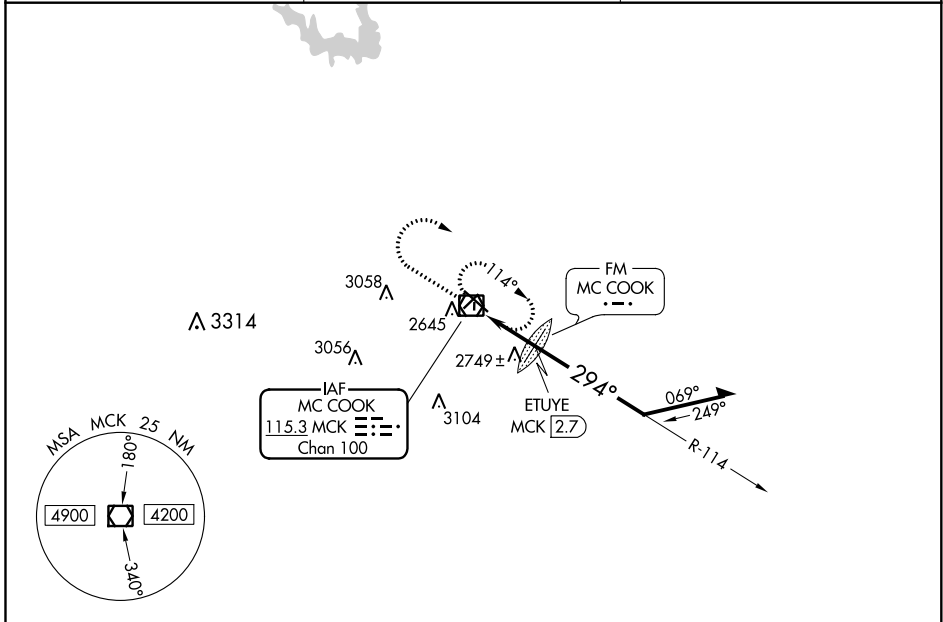 3058
114°
FM
MC COOK
3314
2645
3056
2749 ±
294°
IAF
MC COOK
115.3 MCK
Chan 100
3104
ETUYE
MCK 2.7
069°
249°
R-114
MSA MCK 25 NM
180°
4900
4200
340°